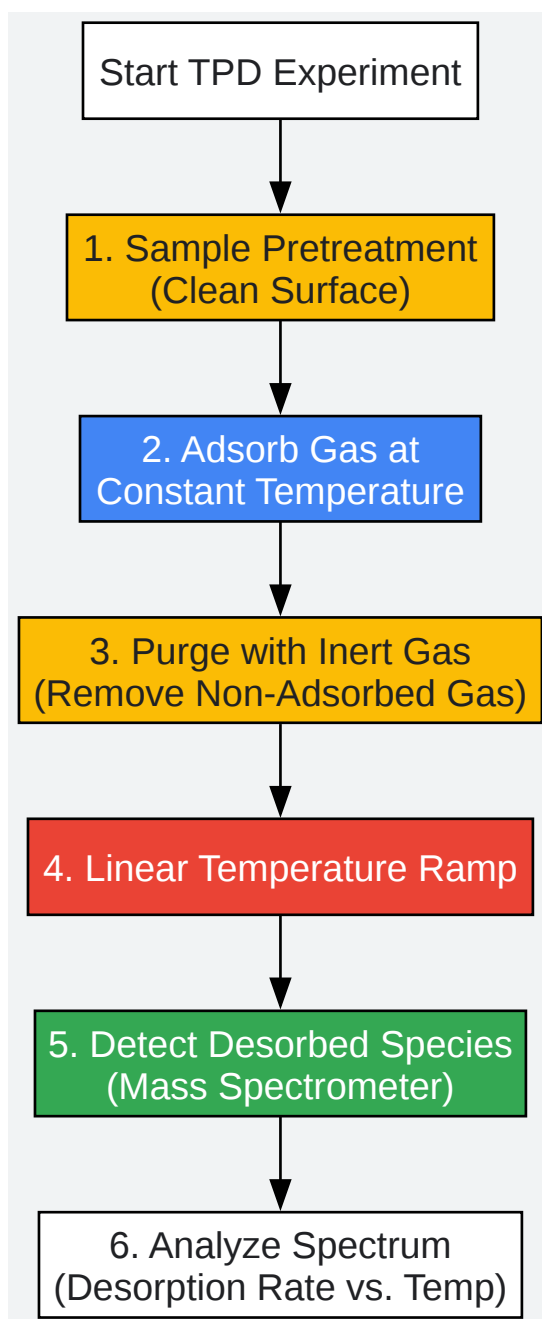 Start TPD Experiment
1. Sample Pretreatment
(Clean Surface)
2. Adsorb Gas at
Constant Temperature
3. Purge with Inert Gas
(Remove Non-Adsorbed Gas)
4. Linear Temperature Ramp
5. Detect Desorbed Species
(Mass Spectrometer)
6. Analyze Spectrum
(Desorption Rate vs. Temp)